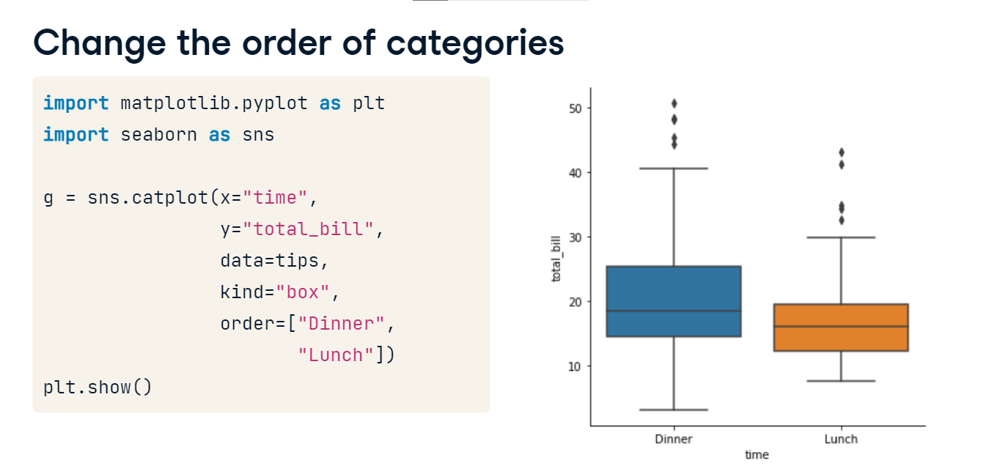 Change the order of categories
import matplotlib.pyplot as plt
import seaborn as sns
g = sns.catplot(x="time",
y="total_bill",
data=tips,
kind="box",
order=["Dinner",
"Lunch"])
plt.show()
50
40
30
20
10
total_bill
Dinner Lunch
time